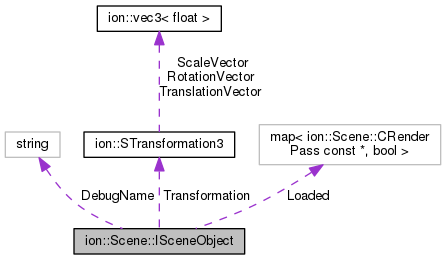 ion::vec3< float >
ScaleVector
RotationVector
TranslationVector
string
ion::STransformation3
map< ion::Scene::CRender
Pass const *, bool >
DebugName
Transformation
Loaded
ion::Scene::ISceneObject